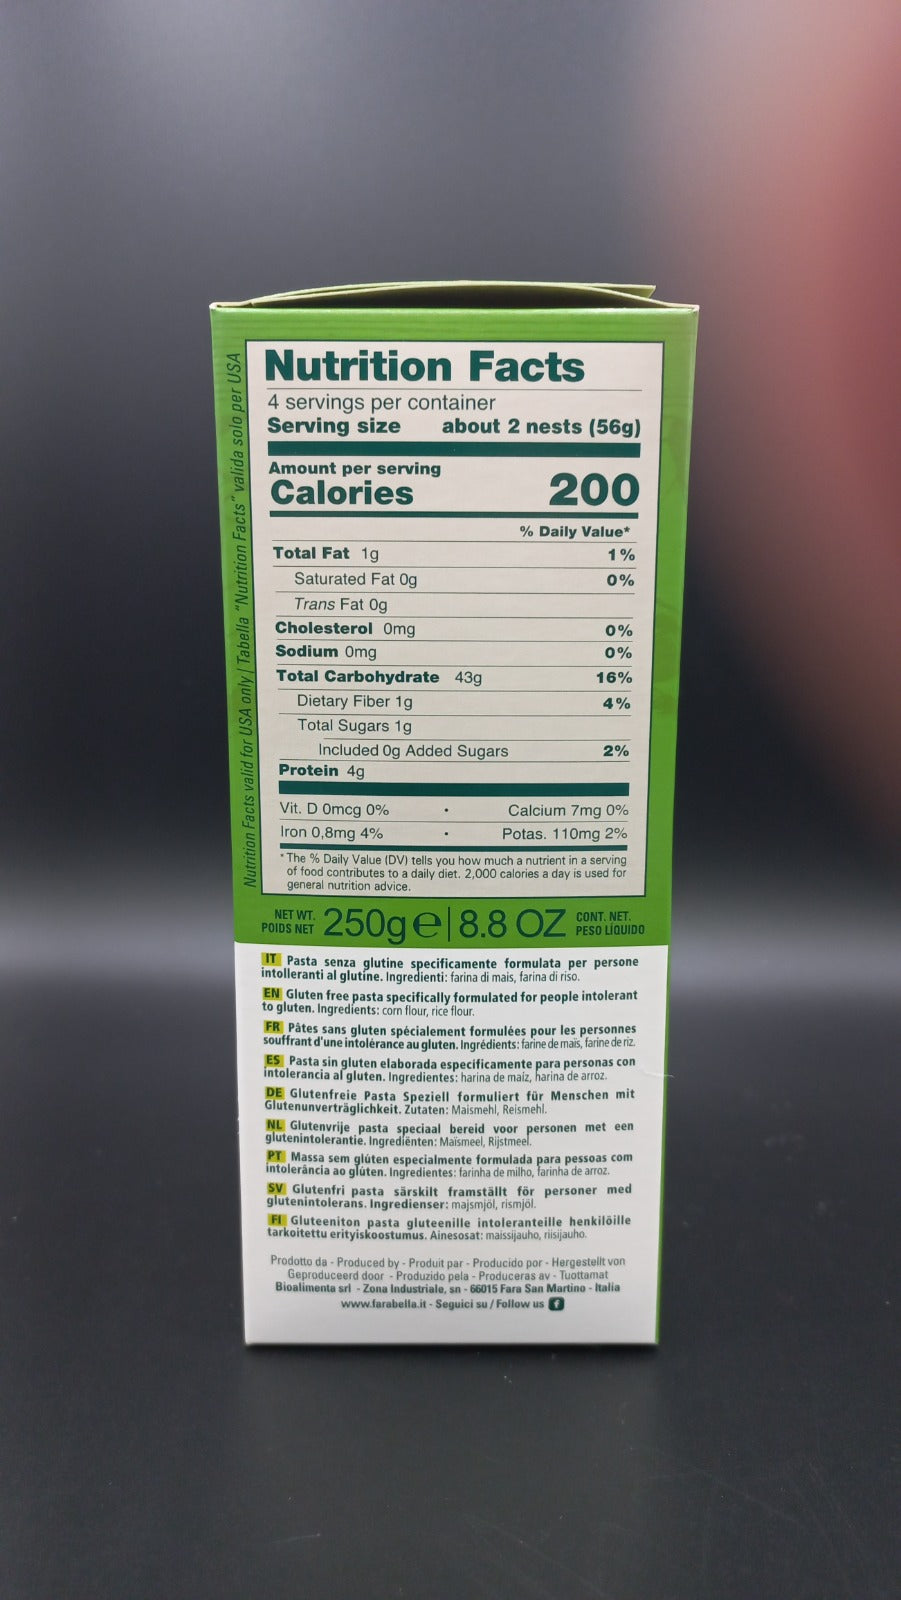 Nutrition Facts valid for USA only | Tabella "Nutrition Facts" valida solo per USA
Nutrition Facts
4 servings per container
Serving size about 2 nests (56g)
Amount per serving
Calories 200
% Daily Value*
Total Fat 1g 1%
Saturated Fat 0g 0%
Trans Fat 0g
Cholesterol 0mg 0%
Sodium 0mg 0%
Total Carbohydrate 43g 16%
Dietary Fiber 1g 4%
Total Sugars 1g
Included 0g Added Sugars 2%
Protein 4g
Vit. D 0mcg 0% • Calcium 7mg 0%
Iron 0,8mg 4% • Potas. 110mg 2%
* The % Daily Value (DV) tells you how much a nutrient in a serving
of food contributes to a daily diet. 2,000 calories a day is used for
general nutrition advice.
NET WT.
POIDS NET 250g e | 8.8 OZ CONT. NET.
PESO LÍQUIDO
IT Pasta senza glutine specificamente formulata per persone
intolleranti al glutine. Ingredienti: farina di mais, farina di riso.
EN Gluten free pasta specifically formulated for people intolerant
to gluten. Ingredients: corn flour, rice flour.
FR Pâtes sans gluten spécialement formulées pour les personnes
souffrant d'une intolérance au gluten. Ingrédients: farine de maïs, farine de riz.
ES Pasta sin gluten elaborada especificamente para personas con
intolerancia al gluten. Ingredientes: harina de maíz, harina de arroz.
DE Glutenfreie Pasta Speziell formuliert für Menschen mit
Glutenunverträglichkeit. Zutaten: Maismehl, Reismehl.
NL Glutenvrije pasta speciaal bereid voor personen met een
glutenintolerantie. Ingrediënten: Maïsmeel, Rijstmeel.
PT Massa sem glúten especialmente formulada para pessoas com
intolerância ao glúten. Ingredientes: farinha de milho, farinha de arroz.
SV Glutenfri pasta särskilt framställt för personer med
glutenintolerans. Ingredienser: majsmjöl, rismjöl.
FI Gluteeniton pasta gluteenille intoleranteille henkilöille
tarkoitettu erityiskoostumus. Ainesosat: maissijauho, riisijauho.
Prodotto da - Produced by - Produit par - Producido por - Hergestellt von
Geproduceerd door - Produzido pela - Produceras av - Tuottamat
Bioalimenta srl - Zona Industriale, sn - 66015 Fara San Martino - Italia
www.farabella.it - Seguici su / Follow us f